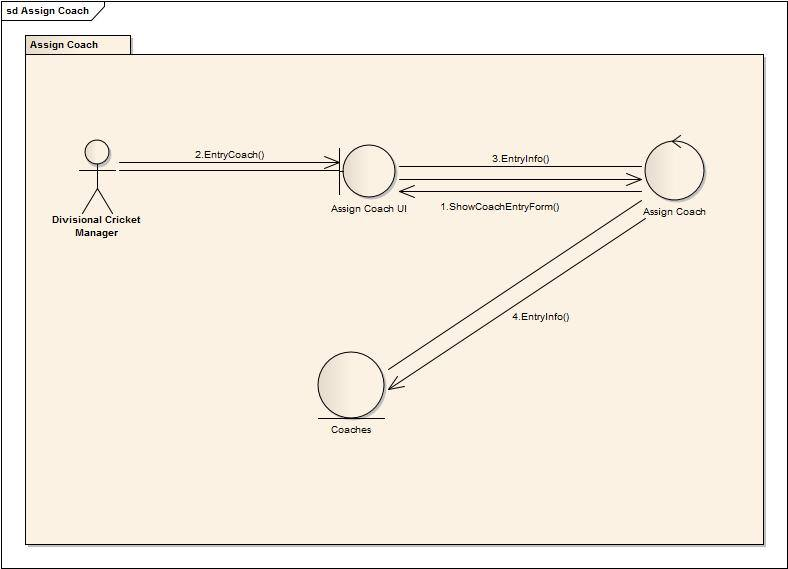 sd Assign Coach
Assign Coach
2.EntryCoach()
3.EntryInfo()
Divisional Cricket
Manager
Assign Coach UI
1.ShowCoachEntryForm()
Assign Coach
4.EntryInfo()
Coaches